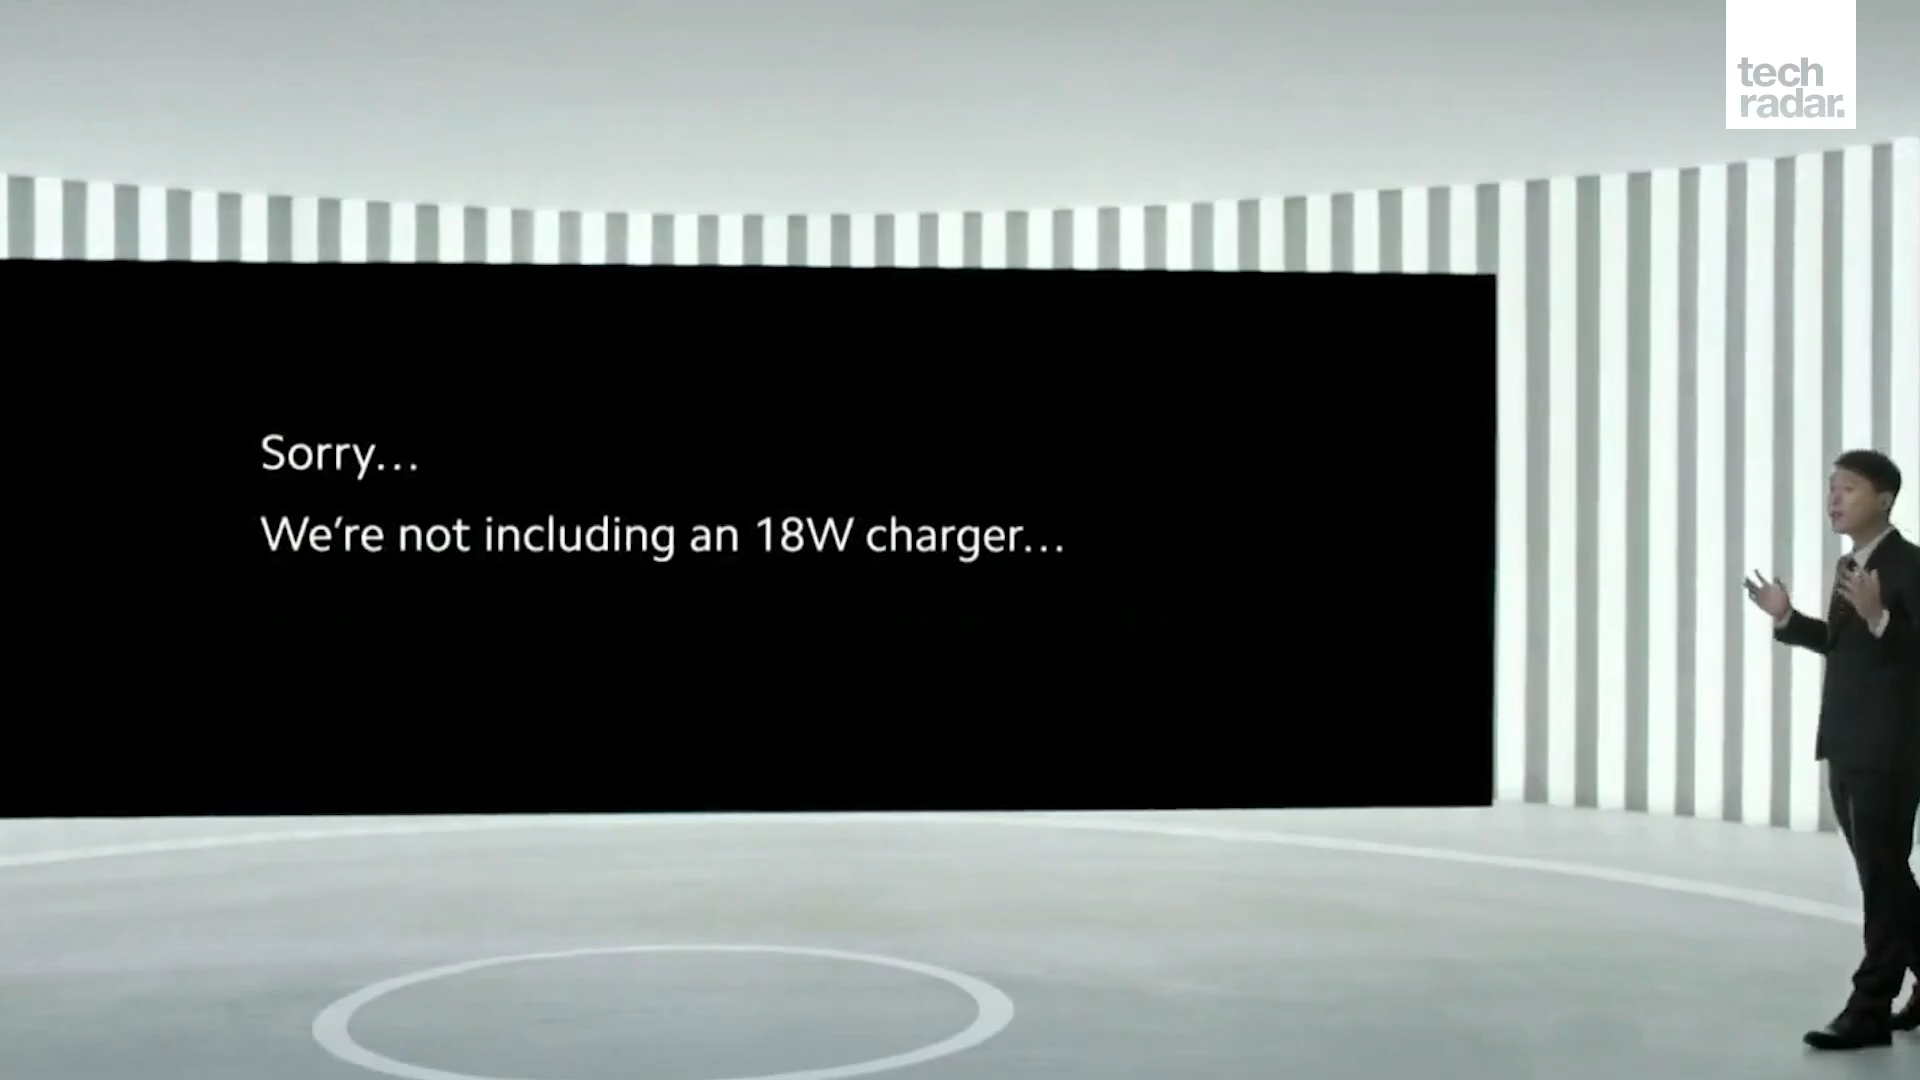 tech
radar.
Sorry...
We're not including an 18W charger...